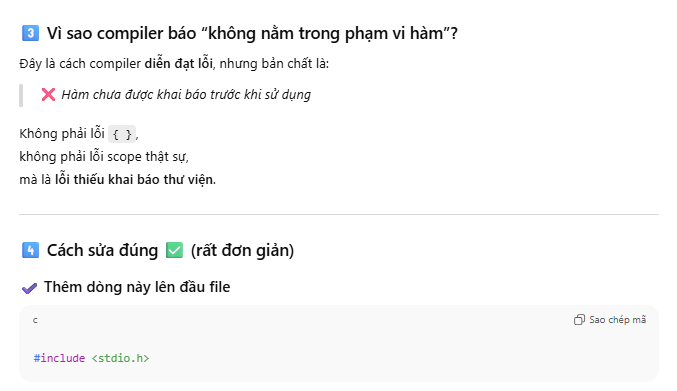 3 Vì sao compiler báo “không nằm trong phạm vi hàm”?
Đây là cách compiler diễn đạt lỗi, nhưng bản chất là:
❌ Hàm chưa được khai báo trước khi sử dụng
Không phải lỗi { },
không phải lỗi scope thật sự,
mà là lỗi thiếu khai báo thư viện.
4 Cách sửa đúng ✅ (rất đơn giản)
✔ Thêm dòng này lên đầu file
c
Sao chép mã
#include <stdio.h>